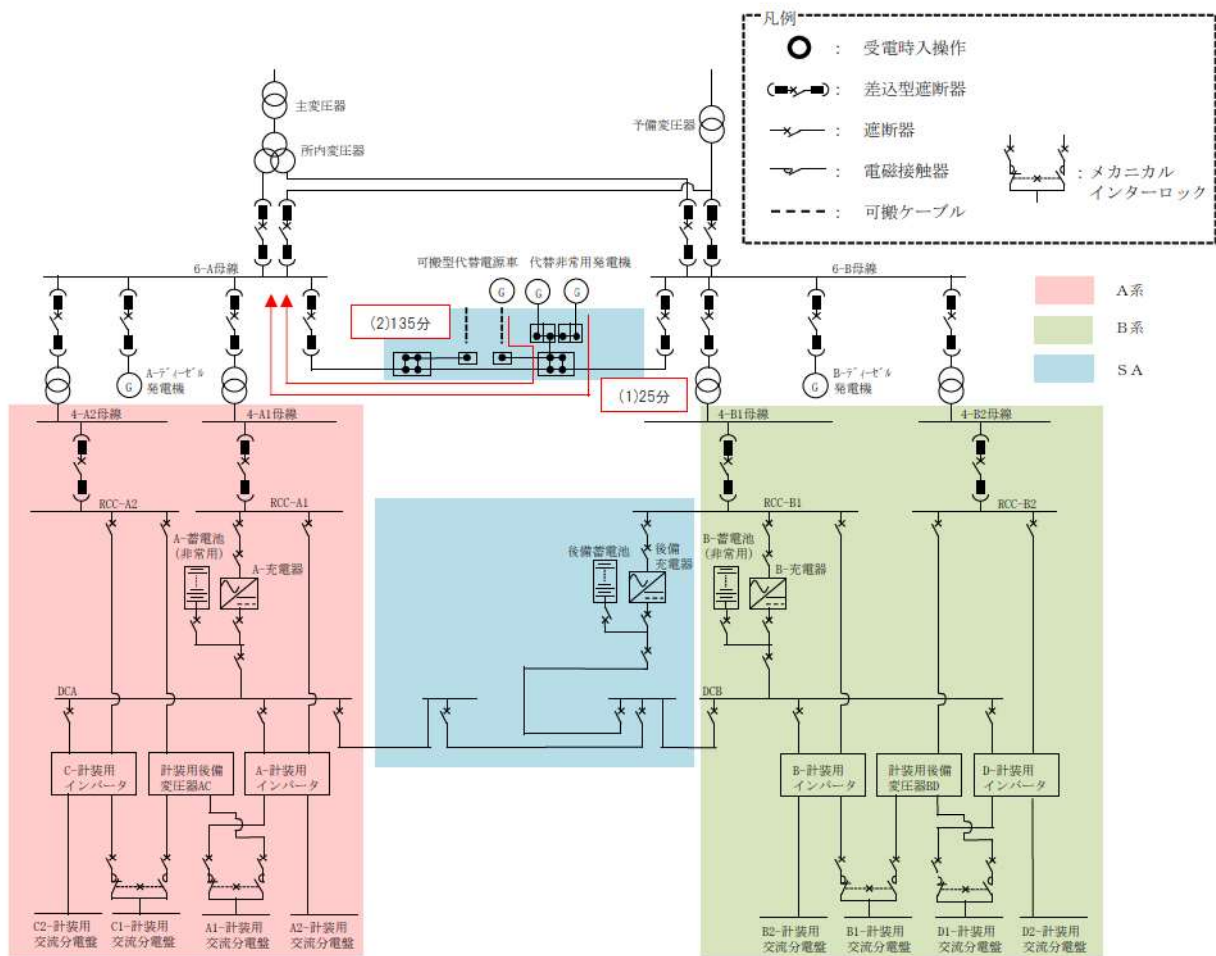 凡例
受電時入操作
差込型遮断器
遮断器
電磁接触器
可搬ケーブル
：
：
：
：
：
：メカニカル
インターロック
主変圧器
所内変圧器
予備変圧器
6-A母線
可搬型代替電源車
代替非常用発電機
6-B母線
G
G
G
(2)135分
(1)25分
A系
B系
SA
G
A-ディーゼル
発電機
G
B-ディーゼル
発電機
4-A2母線
4-A1母線
4-B1母線
4-B2母線
RCC-A2
RCC-A1
RCC-B1
RCC-B2
A-蓄電池
(非常用)
A-充電器
後備蓄電池
後備
充電器
B-蓄電池
(非常用)
B-充電器
DCA
DCB
C-計装用
インバータ
計装用後備
変圧器AC
A-計装用
インバータ
B-計装用
インバータ
計装用後備
変圧器BD
D-計装用
インバータ
C2-計装用
交流分電盤
C1-計装用
交流分電盤
A1-計装用
交流分電盤
A2-計装用
交流分電盤
B2-計装用
交流分電盤
B1-計装用
交流分電盤
D1-計装用
交流分電盤
D2-計装用
交流分電盤